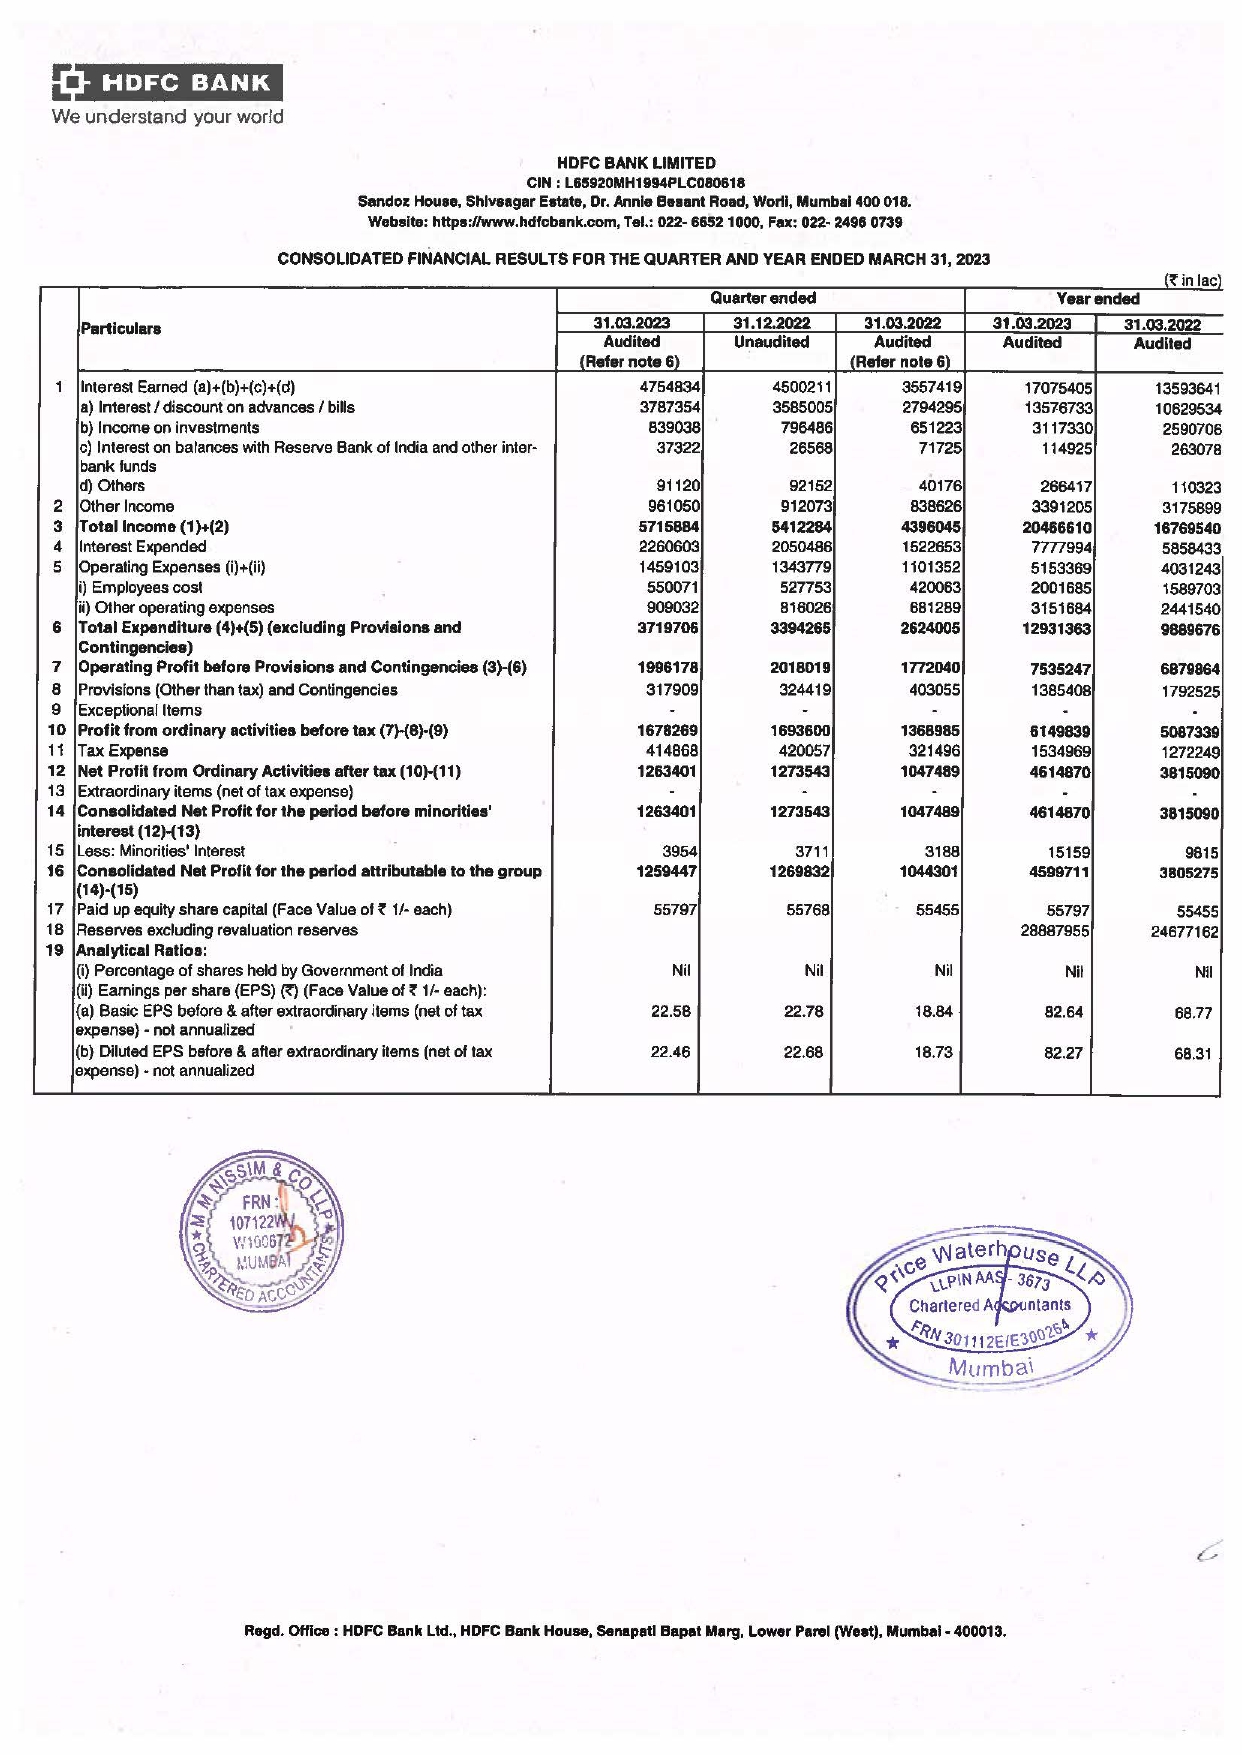 HDFC BANK
We understand your world
HDFC BANK LIMITED
CIN : L65920MH1994PLC080618
Sandoz House, Shivsagar Estate, Dr. Annie Besant Road, Worli, Mumbai 400 018.
Website: https://www.hdfcbank.com, Tel.: 022- 6652 1000, Fax: 022- 2496 0739
CONSOLIDATED FINANCIAL RESULTS FOR THE QUARTER AND YEAR ENDED MARCH 31, 2023
(₹ in lac)
Particulars Quarter ended Year ended
31.03.2023 31.12.2022 31.03.2022 31.03.2023 31.03.2022
Audited Unaudited Audited Audited Audited
(Refer note 6) (Refer note 6)
1 Interest Earned (a)+(b)+(c)+(d) 4754834 4500211 3557419 17075405 13593641
a) Interest / discount on advances / bills 3787354 3585005 2794295 13576733 10629534
b) Income on investments 839038 796486 651223 3117330 2590706
c) Interest on balances with Reserve Bank of India and other inter- 37322 26568 71725 114925 263078
bank funds
d) Others 91120 92152 40176 266417 110323
2 Other Income 961050 912073 838626 3391205 3175899
3 Total Income (1)+(2) 5715884 5412284 4396045 20466610 16769540
4 Interest Expended 2260603 2050486 1522653 7777994 5858433
5 Operating Expenses (i)+(ii) 1459103 1343779 1101352 5153369 4031243
i) Employees cost 550071 527753 420063 2001685 1589703
ii) Other operating expenses 909032 816026 681289 3151684 2441540
6 Total Expenditure (4)+(5) (excluding Provisions and 3719706 3394265 2624005 12931363 9889676
Contingencies)
7 Operating Profit before Provisions and Contingencies (3)-(6) 1996178 2018019 1772040 7535247 6879864
8 Provisions (Other than tax) and Contingencies 317909 324419 403055 1385408 1792525
9 Exceptional Items - - - - -
10 Profit from ordinary activities before tax (7)-(8)-(9) 1678269 1693600 1368985 6149839 5087339
11 Tax Expense 414868 420057 321496 1534969 1272249
12 Net Profit from Ordinary Activities after tax (10)-(11) 1263401 1273543 1047489 4614870 3815090
13 Extraordinary items (net of tax expense) - - - - -
14 Consolidated Net Profit for the period before minorities' 1263401 1273543 1047489 4614870 3815090
interest (12)-(13)
15 Less: Minorities' Interest 3954 3711 3188 15159 9815
16 Consolidated Net Profit for the period attributable to the group 1259447 1269832 1044301 4599711 3805275
(14)-(15)
17 Paid up equity share capital (Face Value of ₹ 1/- each) 55797 55768 55455 55797 55455
18 Reserves excluding revaluation reserves 28887955 24677162
19 Analytical Ratios:
(i) Percentage of shares held by Government of India Nil Nil Nil Nil Nil
(ii) Earnings per share (EPS) (₹) (Face Value of ₹ 1/- each):
(a) Basic EPS before & after extraordinary items (net of tax 22.58 22.78 18.84 82.64 68.77
expense) - not annualized
(b) Diluted EPS before & after extraordinary items (net of tax 22.46 22.68 18.73 82.27 68.31
expense) - not annualized
M M NISSIM & CO LLP
FRN :
107122W/
W100672
MUMBAI
CHARTERED ACCOUNTANTS
Price Waterhouse LLP
LLPIN AAS - 3673
Chartered Accountants
FRN 301112E/E300264
Mumbai
Regd. Office : HDFC Bank Ltd., HDFC Bank House, Senapati Bapat Marg, Lower Parel (West), Mumbai - 400013.